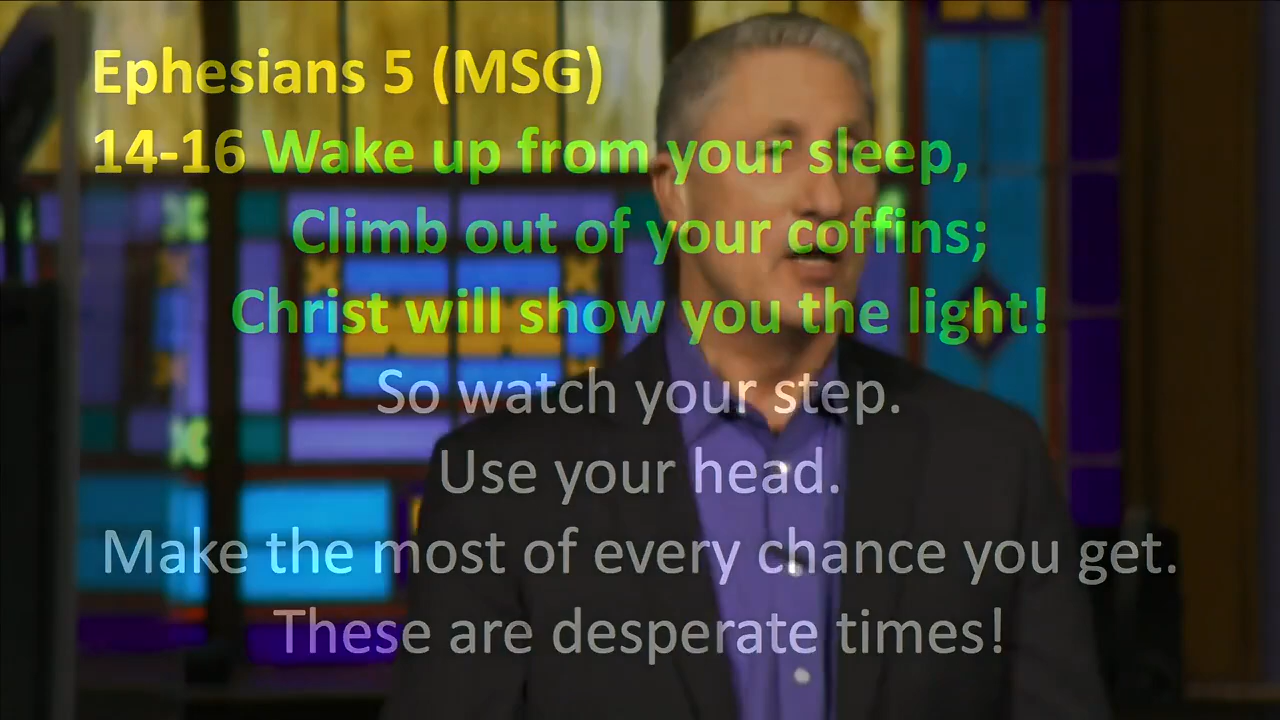 Ephesians 5 (MSG)
14-16 Wake up from your sleep,
Climb out of your coffins;
Christ will show you the light!
So watch your step.
Use your head.
Make the most of every chance you get.
These are desperate times!